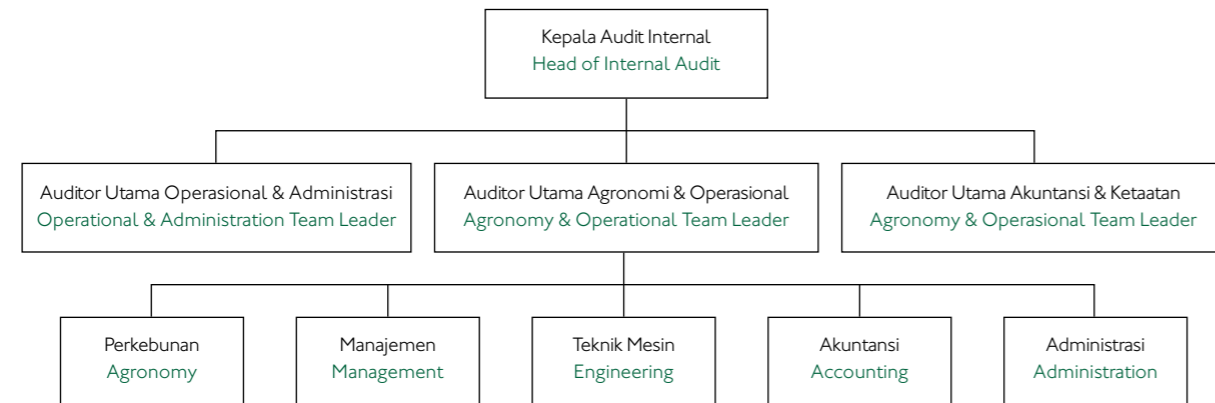 Kepala Audit Internal
Head of Internal Audit
Auditor Utama Operasional & Administrasi
Operational & Administration Team Leader
Auditor Utama Agronomi & Operasional
Agronomy & Operational Team Leader
Auditor Utama Akuntansi & Ketaatan
Agronomy & Operasional Team Leader
Perkebunan
Agronomy
Manajemen
Management
Teknik Mesin
Engineering
Akuntansi
Accounting
Administrasi
Administration